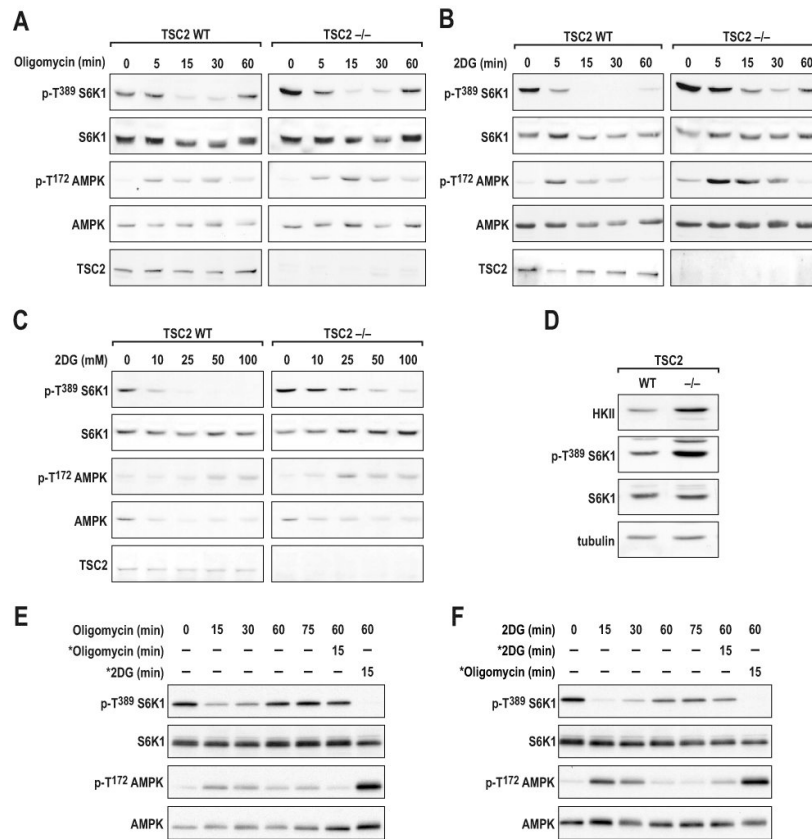 A
TSC2 WT TSC2 –/–
Oligomycin (min) 0 5 15 30 60 0 5 15 30 60
p-T389 S6K1
S6K1
p-T172 AMPK
AMPK
TSC2
B
TSC2 WT TSC2 –/–
2DG (min) 0 5 15 30 60 0 5 15 30 60
p-T389 S6K1
S6K1
p-T172 AMPK
AMPK
TSC2
C
TSC2 WT TSC2 –/–
2DG (mM) 0 10 25 50 100 0 10 25 50 100
p-T389 S6K1
S6K1
p-T172 AMPK
AMPK
TSC2
D
TSC2
WT –/–
HKII
p-T389 S6K1
S6K1
tubulin
E
Oligomycin (min) 0 15 30 60 75 60 60
*Oligomycin (min) – – – – – 15
*2DG (min) – – – – – 15
p-T389 S6K1
S6K1
p-T172 AMPK
AMPK
F
2DG (min) 0 15 30 60 75 60 60
*2DG (min) – – – – – 15
*Oligomycin (min) – – – – – 15
p-T389 S6K1
S6K1
p-T172 AMPK
AMPK